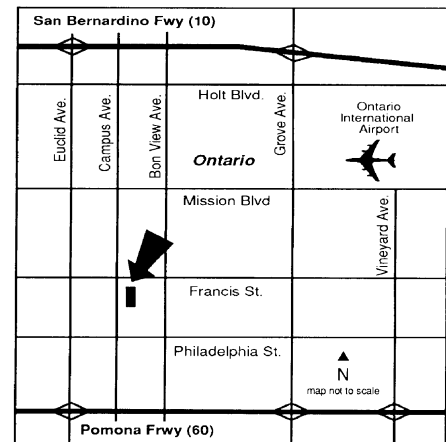 San Bernardino Fwy (10)
Euclid Ave.
Campus Ave.
Bon View Ave.
Holt Blvd.
Grove Ave.
Ontario
International
Airport
Ontario
Mission Blvd
Vineyard Ave.
Francis St.
Philadelphia St.
N
map not to scale
Pomona Frwy (60)